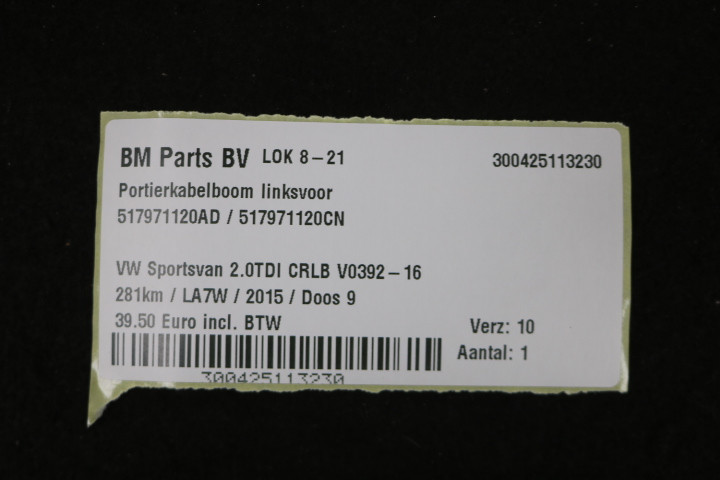 BM Parts BV LOK 8-21 300425113230
Portierkabelboom linksvoor
517971120AD / 517971120CN
VW Sportsvan 2.0TDI CRLB V0392-16
281km / LA7W / 2015 / Doos 9
39.50 Euro incl. BTW Verz: 10
Aantal: 1
300425113230